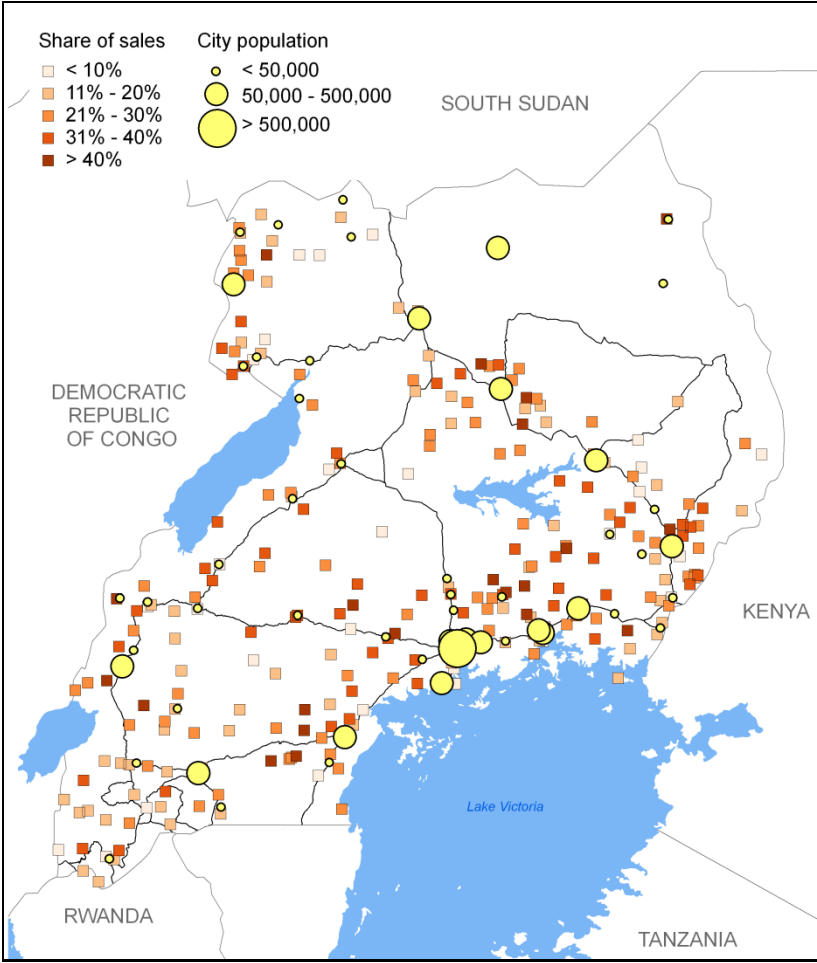 Share of sales
< 10%
11% - 20%
21% - 30%
31% - 40%
> 40%
City population
< 50,000
50,000 - 500,000
> 500,000
SOUTH SUDAN
DEMOCRATIC
REPUBLIC
OF CONGO
KENYA
Lake Victoria
RWANDA
TANZANIA